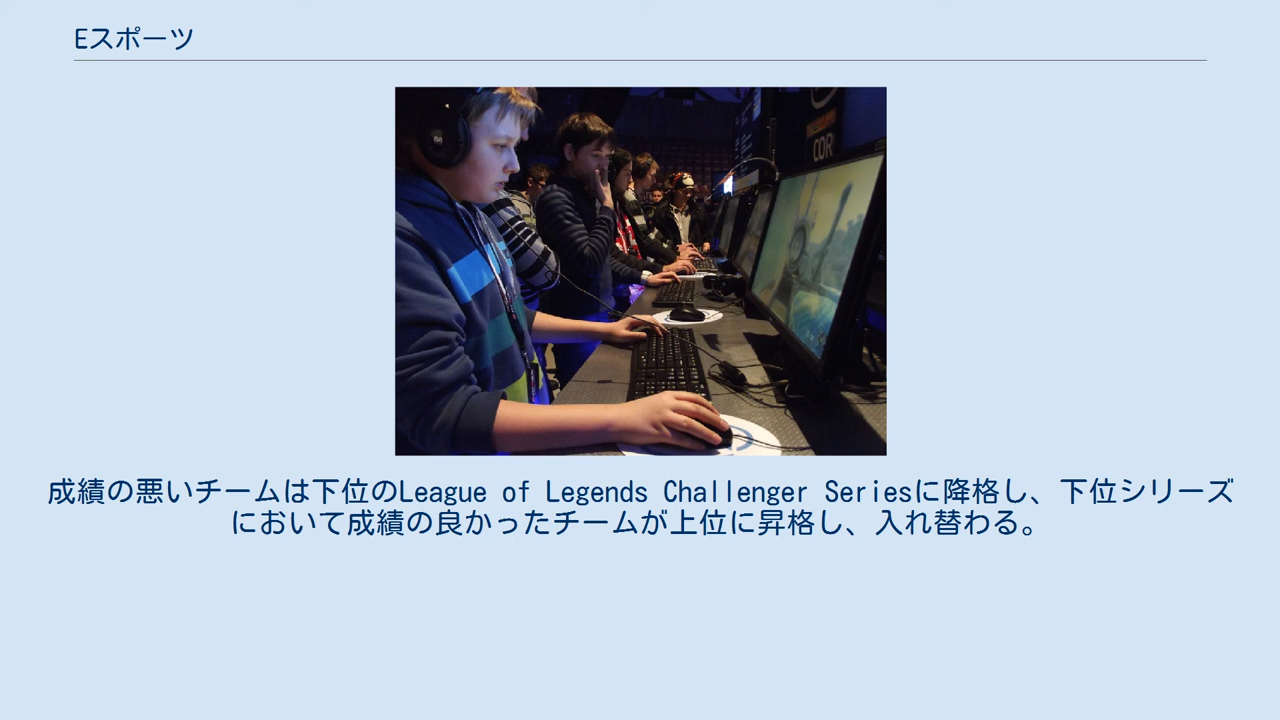 Eスポーツ
COR
成績の悪いチームは下位のLeague of Legends Challenger Seriesに降格し、下位シリーズ
において成績の良かったチームが上位に昇格し、入れ替わる。